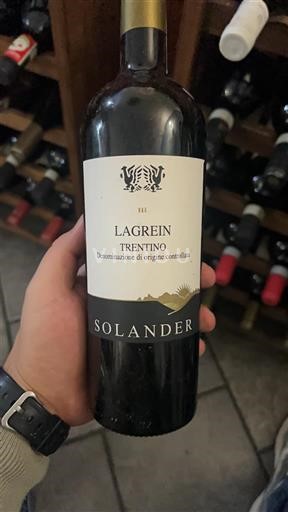 LAGREIN
TRENTINO
Denominazione di origine controllata
SOLANDER